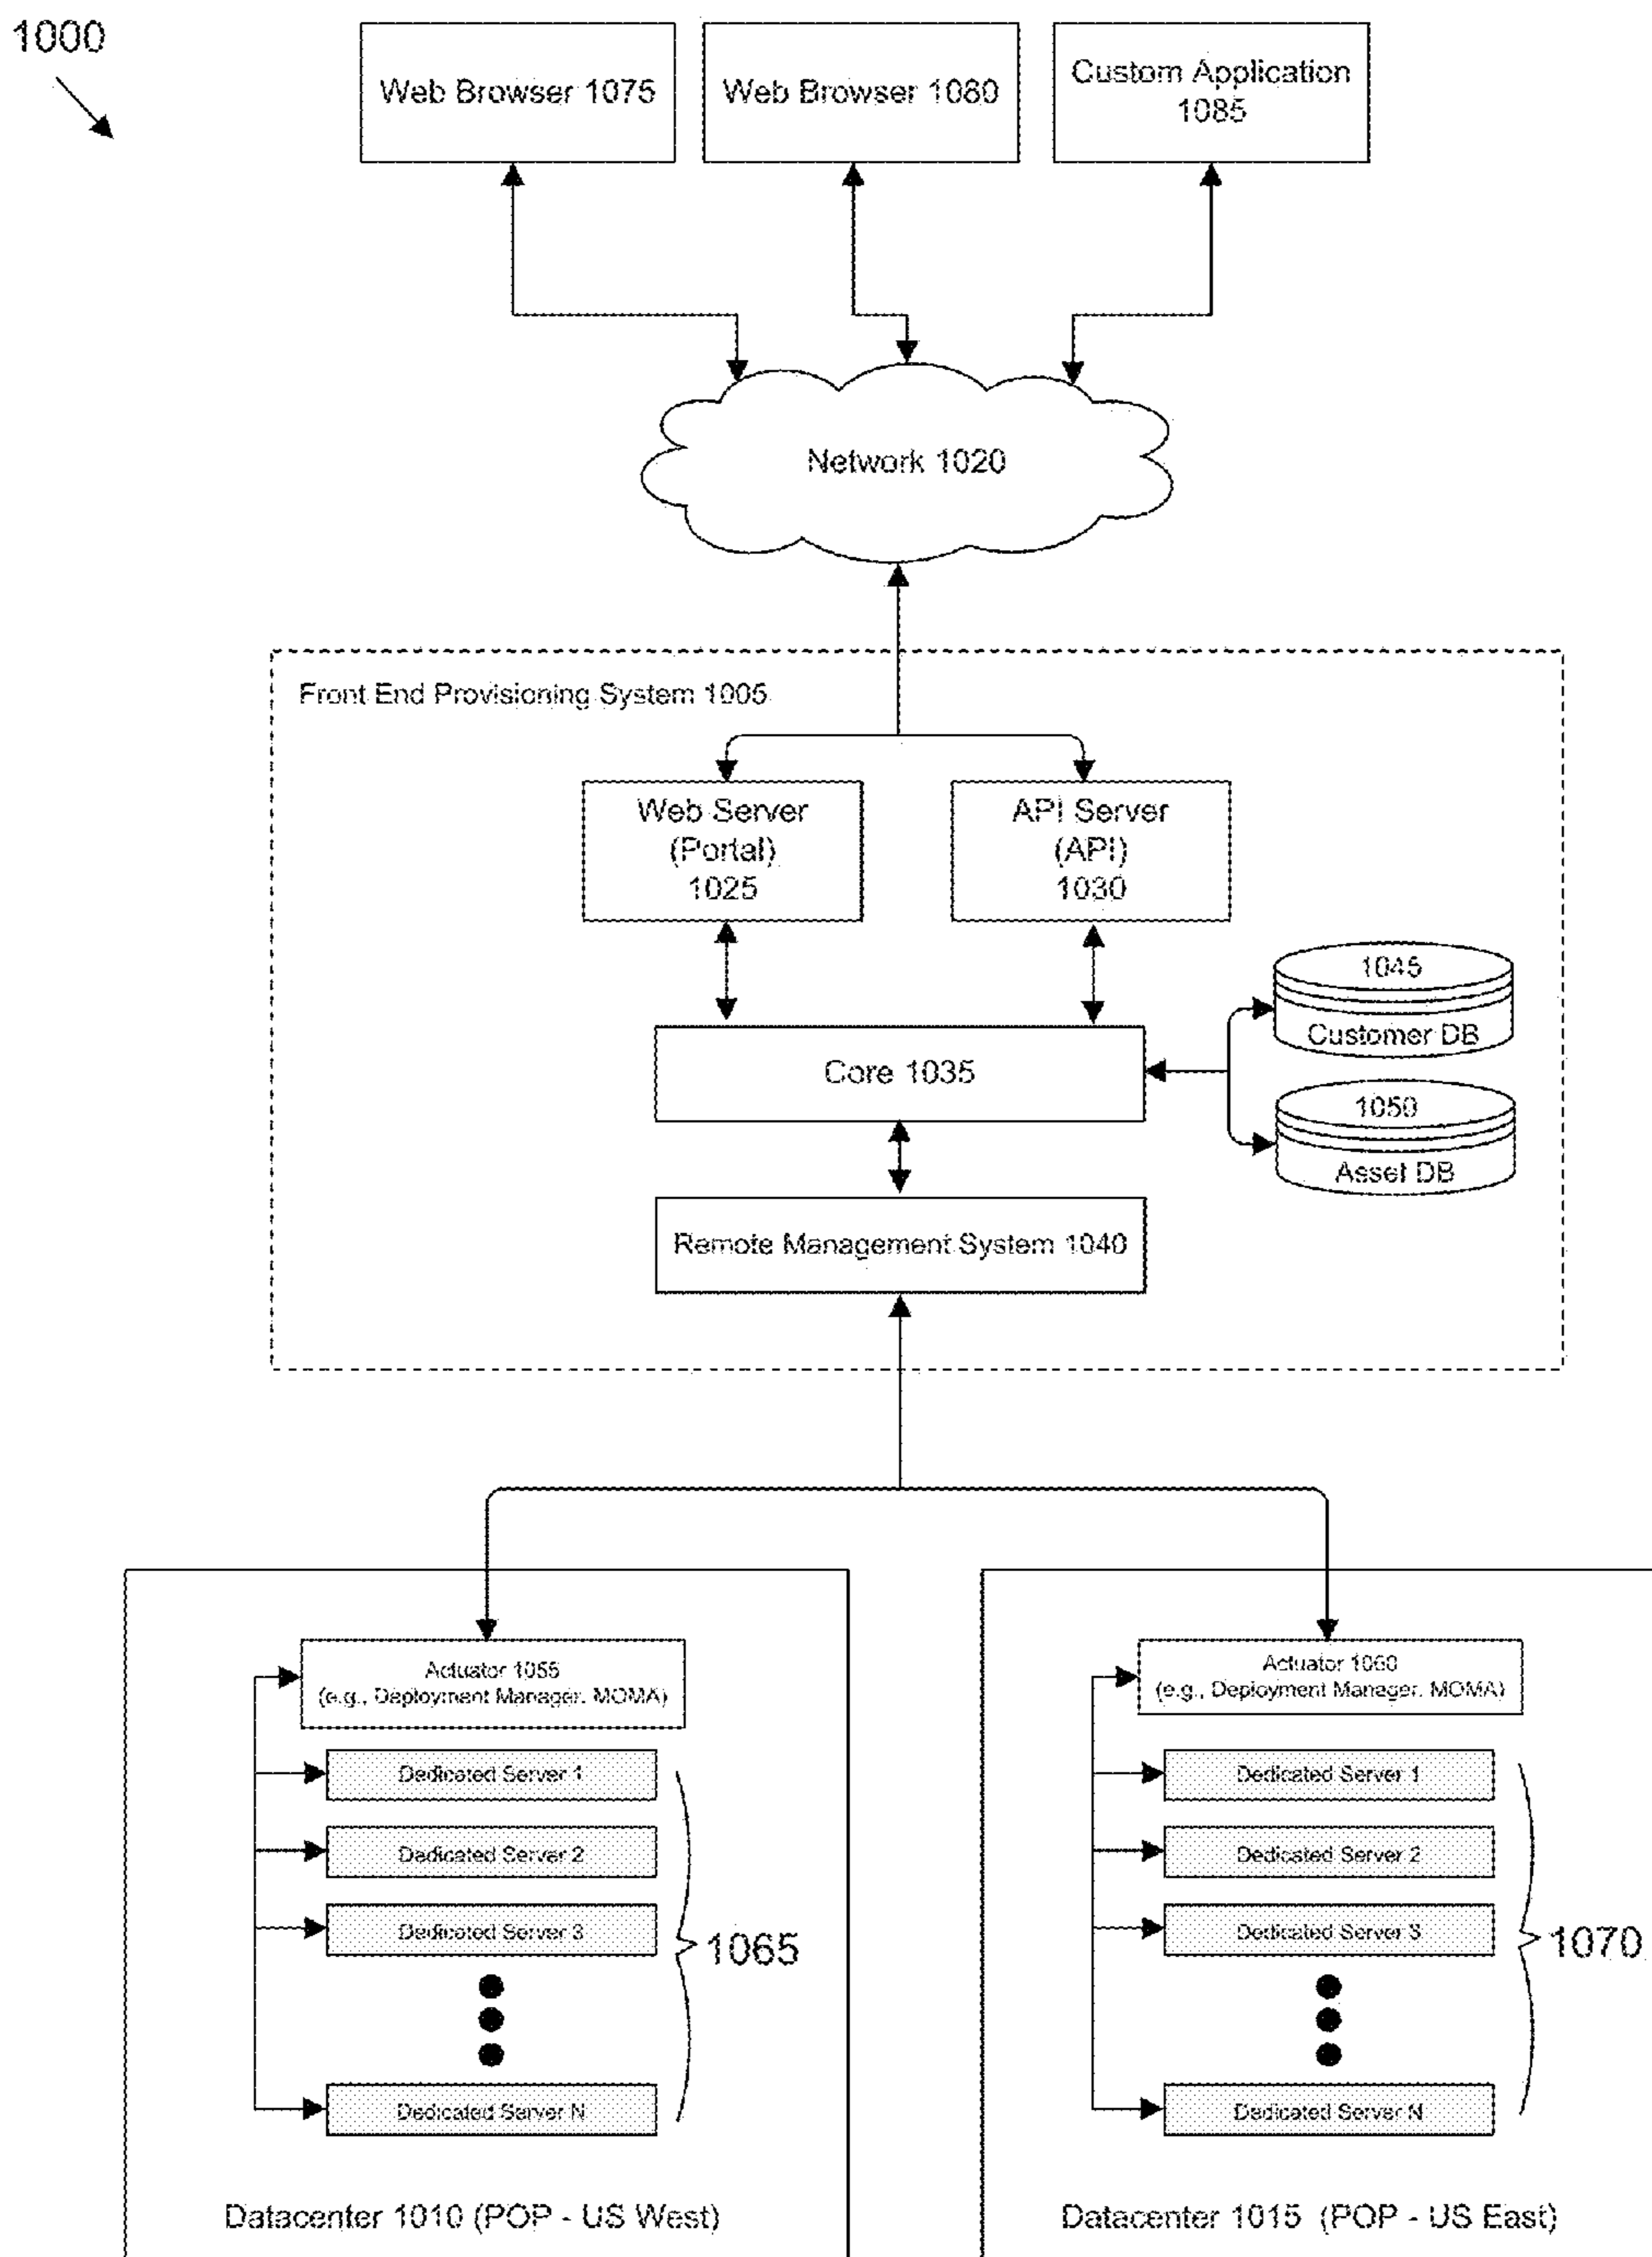 1000
Web Browser 1075
Web Browser 1080
Custom Application
1085
Network 1020
Front End Provisioning System 1005
Web Server
(Portal)
1025
API Server
(API)
1030
1045
Customer DB
Core 1035
1050
Asset DB
Remote Management System 1040
Actuator 1055
(e.g., Deployment Manager, MOMA)
Dedicated Server 1
Dedicated Server 2
Dedicated Server 3
1065
Dedicated Server N
Datacenter 1010 (POP - US West)
Actuator 1060
(e.g., Deployment Manager, MOMA)
Dedicated Server 1
Dedicated Server 2
Dedicated Server 3
1070
Dedicated Server N
Datacenter 1015 (POP - US East)